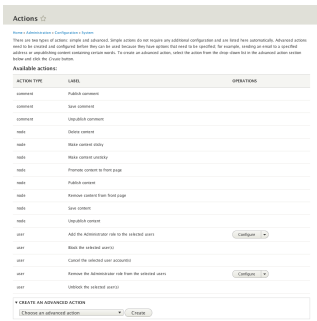 Actions ☆
Home » Administration » Configuration » System
There are two types of actions: simple and advanced. Simple actions do not require any additional configuration and are listed here automatically. Advanced actions
need to be created and configured before they can be used because they have options that need to be specified; for example, sending an email to a specified
address or unpublishing content containing certain words. To create an advanced action, select the action from the drop-down list in the advanced action section
below and click the Create button.
Available actions:
ACTION TYPE LABEL OPERATIONS
comment Publish comment
comment Save comment
comment Unpublish comment
node Delete content
node Make content sticky
node Make content unsticky
node Promote content to front page
node Publish content
node Remove content from front page
node Save content
node Unpublish content
user Add the Administrator role to the selected users Configure
user Block the selected user(s)
user Cancel the selected user account(s)
user Remove the Administrator role from the selected users Configure
user Unblock the selected user(s)
▼ CREATE AN ADVANCED ACTION
Choose an advanced action Create